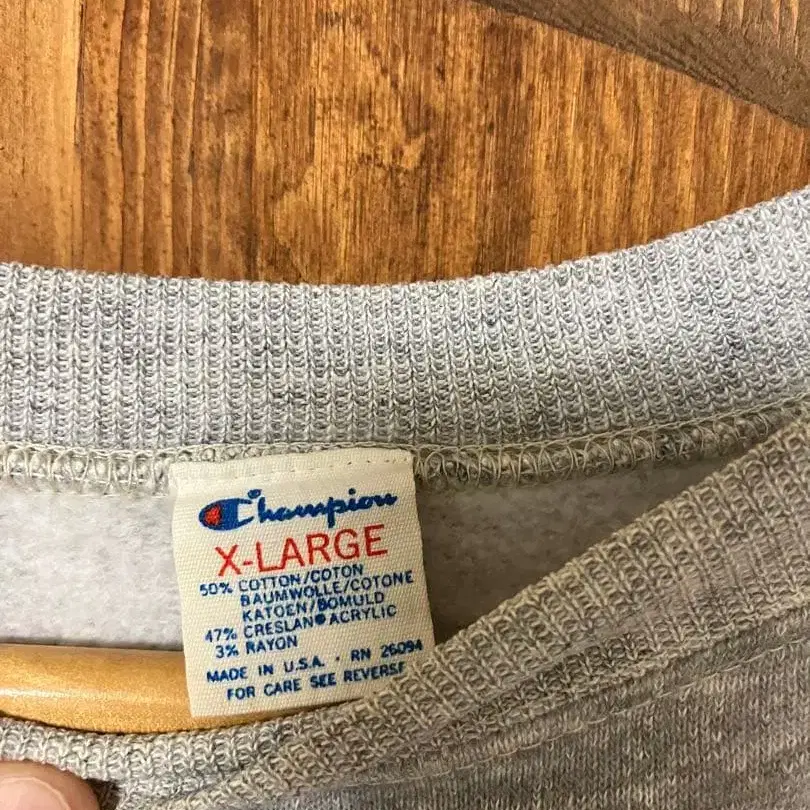 Champion
X-LARGE
50% COTTON/COTON
BAUMWOLLE/COTONE
KATOEN/BOMULD
47% CRESLAN® ACRYLIC
3% RAYON
MADE IN U.S.A. · RN 26094
FOR CARE SEE REVERSE